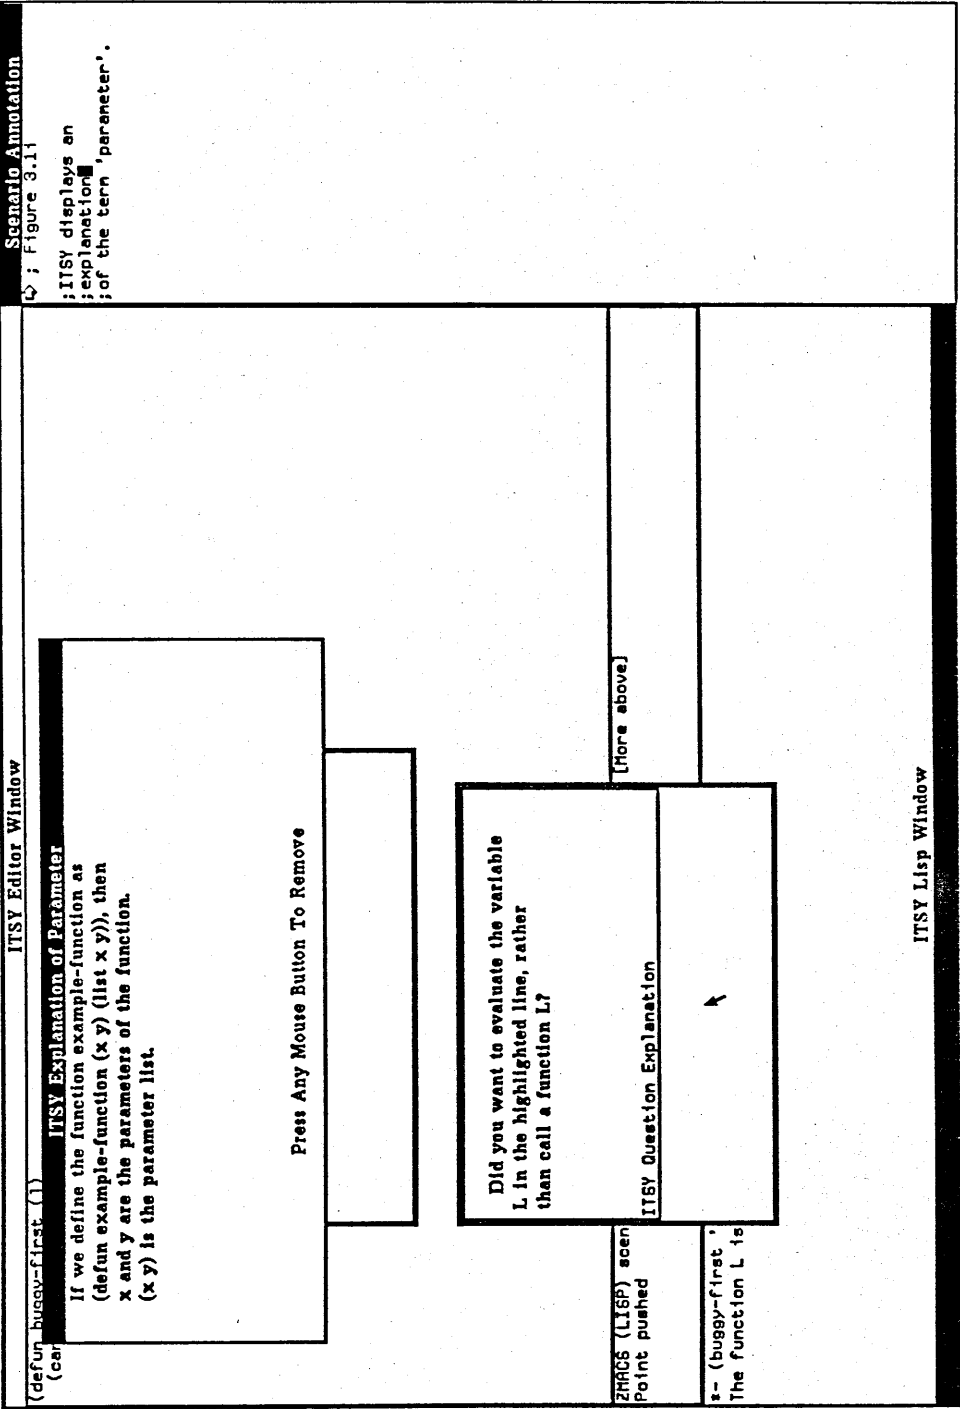 ITSY Editor Window
(defun buggy-first (l)
(car
ITSY Explanation of Parameter
If we define the function example-function as
(defun example-function (x y) (list x y)), then
x and y are the parameters of the function.
(x y) is the parameter list.
Press Any Mouse Button To Remove
Did you want to evaluate the variable
L in the highlighted line, rather
than call a function L?
ITSY Question Explanation
ZMACS (LISP) scen
[More above]
Point pushed
*- (buggy-first '
The function L is
ITSY Lisp Window
Scenario Annotation
; Figure 3.11
;ITSY displays an
;explanation
;of the tern 'parameter'.